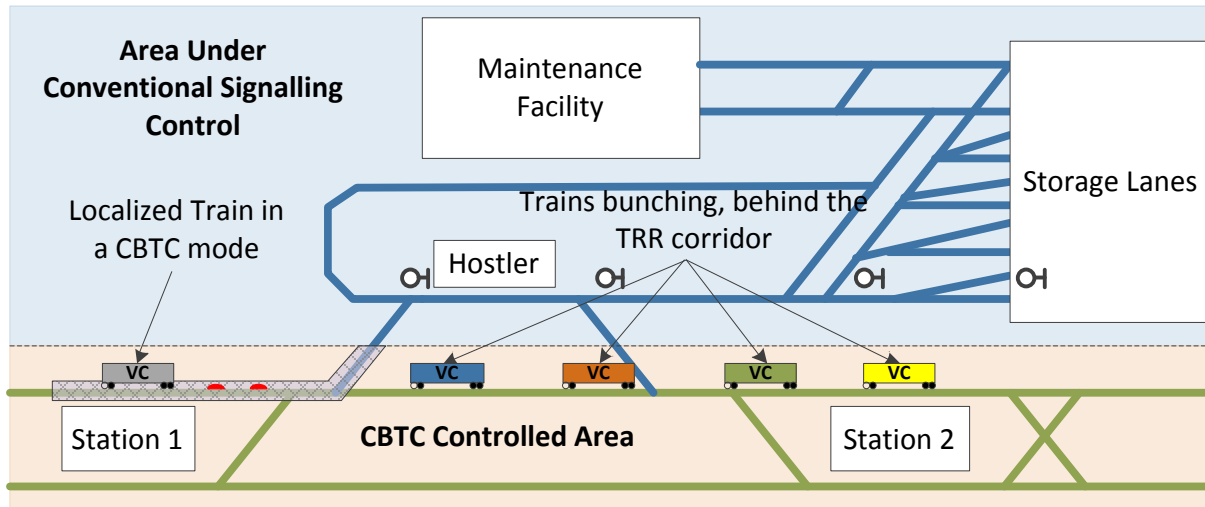 Area Under
Conventional Signalling
Control
Maintenance
Facility
Storage Lanes
Localized Train in
a CBTC mode
Trains bunching, behind the
TRR corridor
Hostler
VC
VC
VC
VC
VC
Station 1
CBTC Controlled Area
Station 2